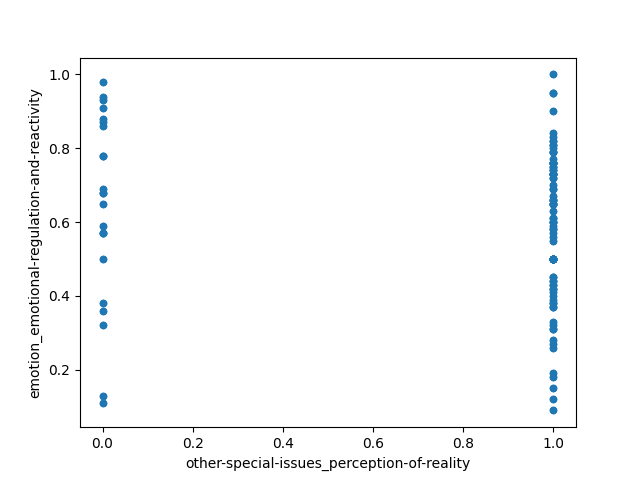 1.0
0.8
0.6
0.4
0.2
emotion_emotional-regulation-and-reactivity
0.0 0.2 0.4 0.6 0.8 1.0
other-special-issues_perception-of-reality